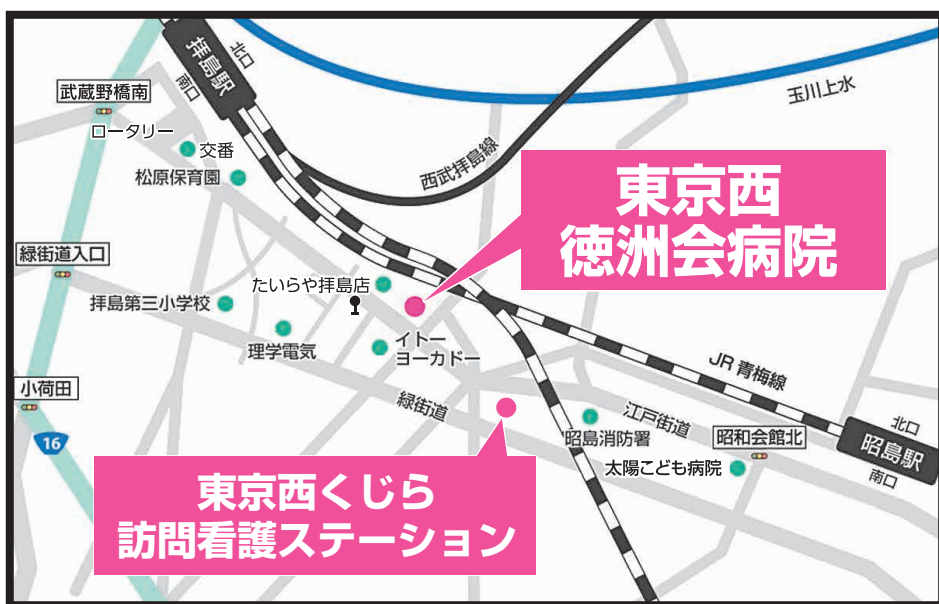 拝島駅
北口
南口
武蔵野橋南
ロータリー
交番
松原保育園
玉川上水
西武拝島線
東京西
徳洲会病院
緑街道入口
たいらや拝島店
拝島第三小学校
理学電気
イトー
ヨーカドー
JR 青梅線
小荷田
16
緑街道
江戸街道
昭島消防署
昭和会館北
太陽こども病院
北口
昭島駅
南口
東京西くじら
訪問看護ステーション